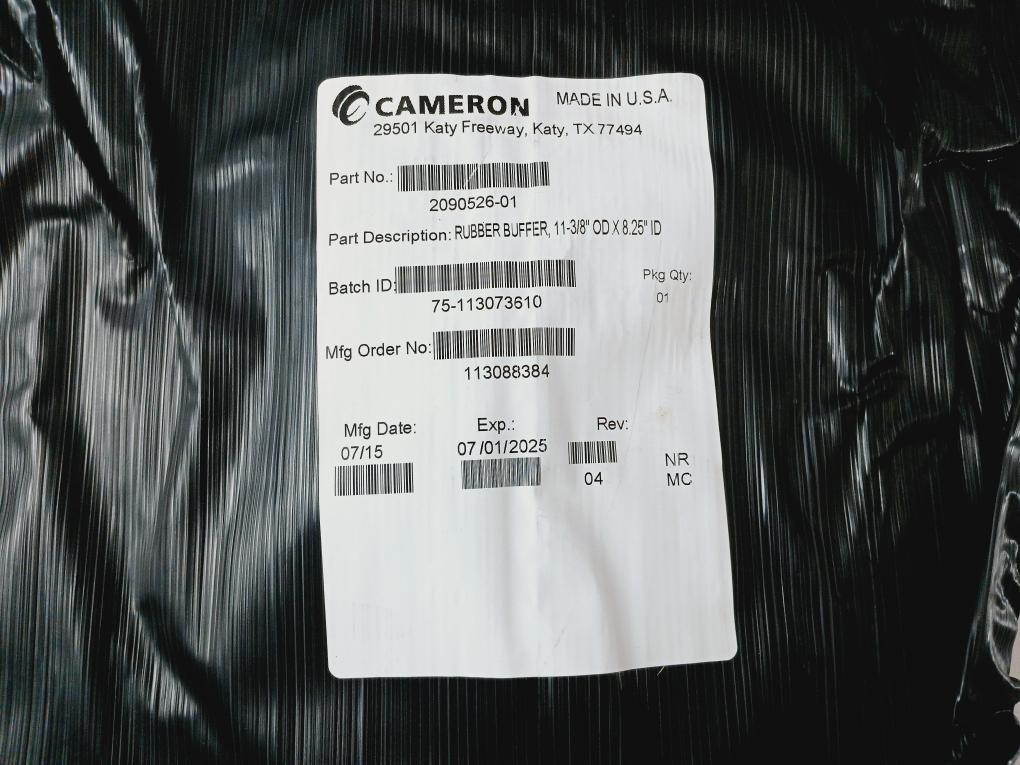 CAMERON MADE IN U.S.A.
29501 Katy Freeway, Katy, TX 77494
Part No.:
2090526-01
Part Description: RUBBER BUFFER, 11-3/8" OD X 8.25" ID
Batch ID: Pkg Qty:
75-113073610 01
Mfg Order No:
113088384
Mfg Date: Exp.: Rev:
07/15 07/01/2025
04
NR
MC